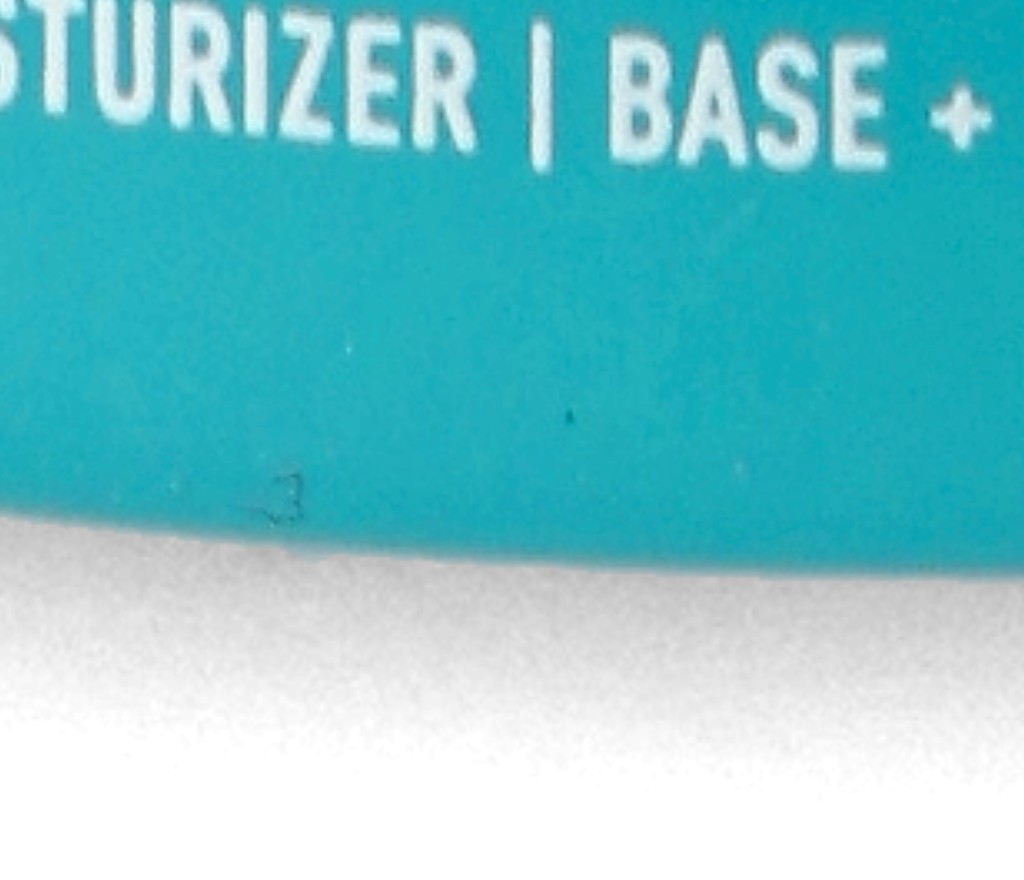 STURIZER | BASE +